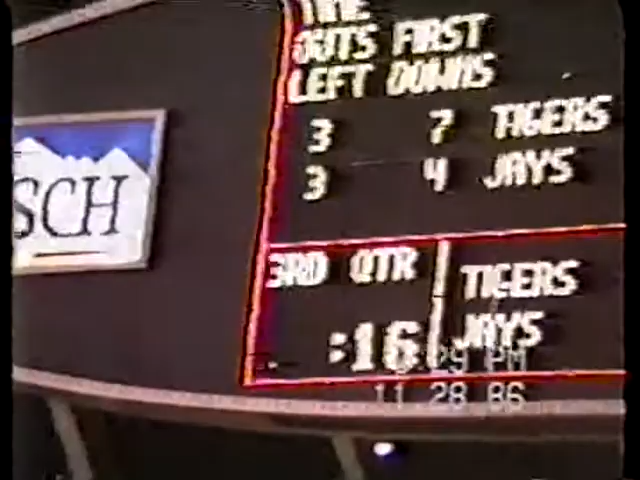 TIME
OUTS FIRST
LEFT DOWNS
3 7 TIGERS
3 4 JAYS
SCH
3RD QTR TIGERS
:16 JAYS
PM
11 28 86